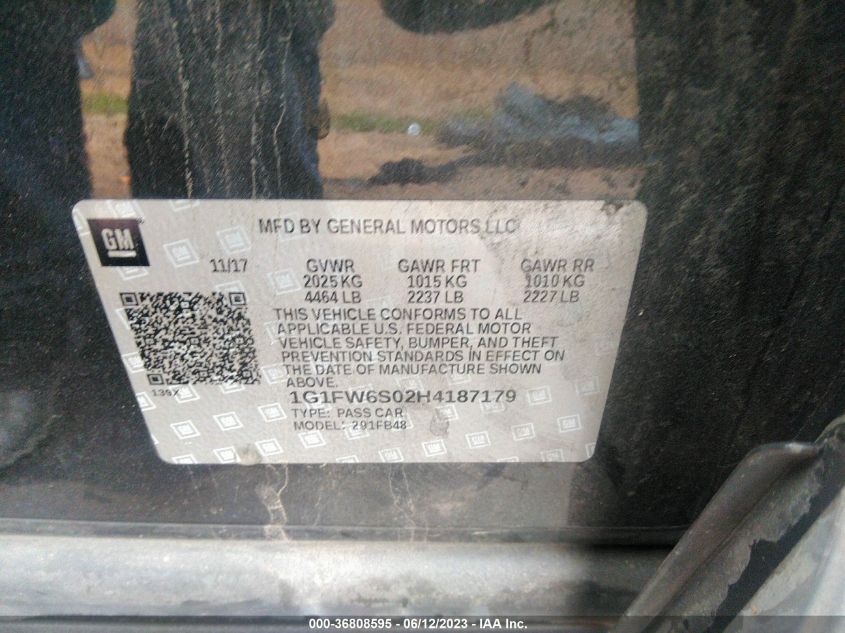 GM
MFD BY GENERAL MOTORS LLC
11/17 GVWR GAWR FRT GAWR RR
2025 KG 1015 KG 1010 KG
4464 LB 2237 LB 2227 LB
THIS VEHICLE CONFORMS TO ALL
APPLICABLE U.S. FEDERAL MOTOR
VEHICLE SAFETY, BUMPER, AND THEFT
PREVENTION STANDARDS IN EFFECT ON
THE DATE OF MANUFACTURE SHOWN
ABOVE.
139X
1G1FW6S02H4187179
TYPE: PASS CAR
MODEL: 291FB48
000-36808595 - 06/12/2023 - IAA Inc.